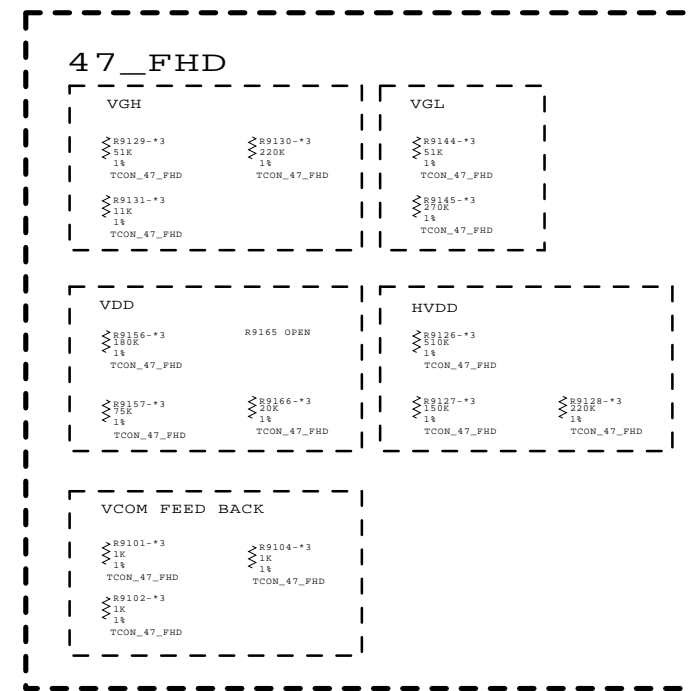 47_FHD
VGH
R9129-*3
51K
1%
TCON_47_FHD
R9130-*3
220K
1%
TCON_47_FHD
R9131-*3
11K
1%
TCON_47_FHD
VGL
R9144-*3
51K
1%
TCON_47_FHD
R9145-*3
270K
1%
TCON_47_FHD
VDD
R9156-*3
180K
1%
TCON_47_FHD
R9165 OPEN
R9157-*3
75K
1%
TCON_47_FHD
R9166-*3
20K
1%
TCON_47_FHD
HVDD
R9126-*3
510K
1%
TCON_47_FHD
R9127-*3
150K
1%
TCON_47_FHD
R9128-*3
220K
1%
TCON_47_FHD
VCOM FEED BACK
R9101-*3
1K
1%
TCON_47_FHD
R9104-*3
1K
1%
TCON_47_FHD
R9102-*3
1K
1%
TCON_47_FHD